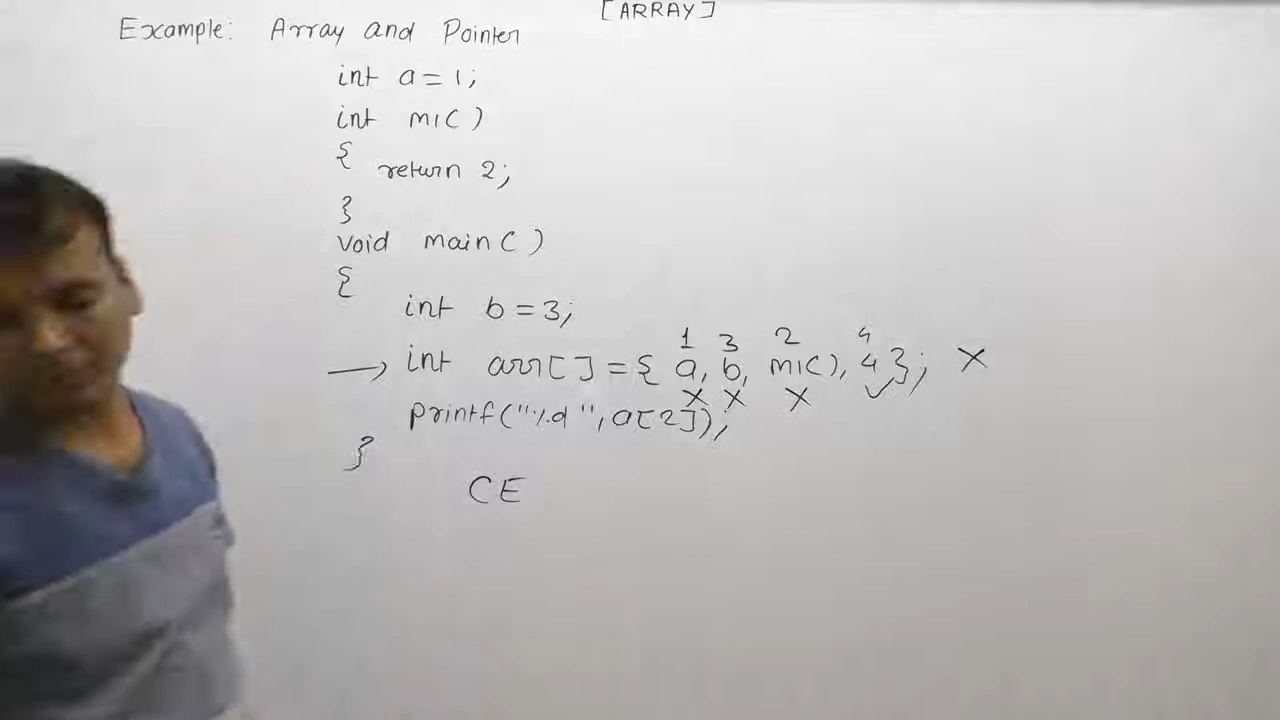 [ARRAY]
Example: Array and Pointer
int a=1;
int m1()
{ return 2;
}
void main()
{
int b=3;
1 3 2 4
int arr[]={ a, b, m1(), 4}; X
X X X ✓
printf("%d", a[2]);
}
CE